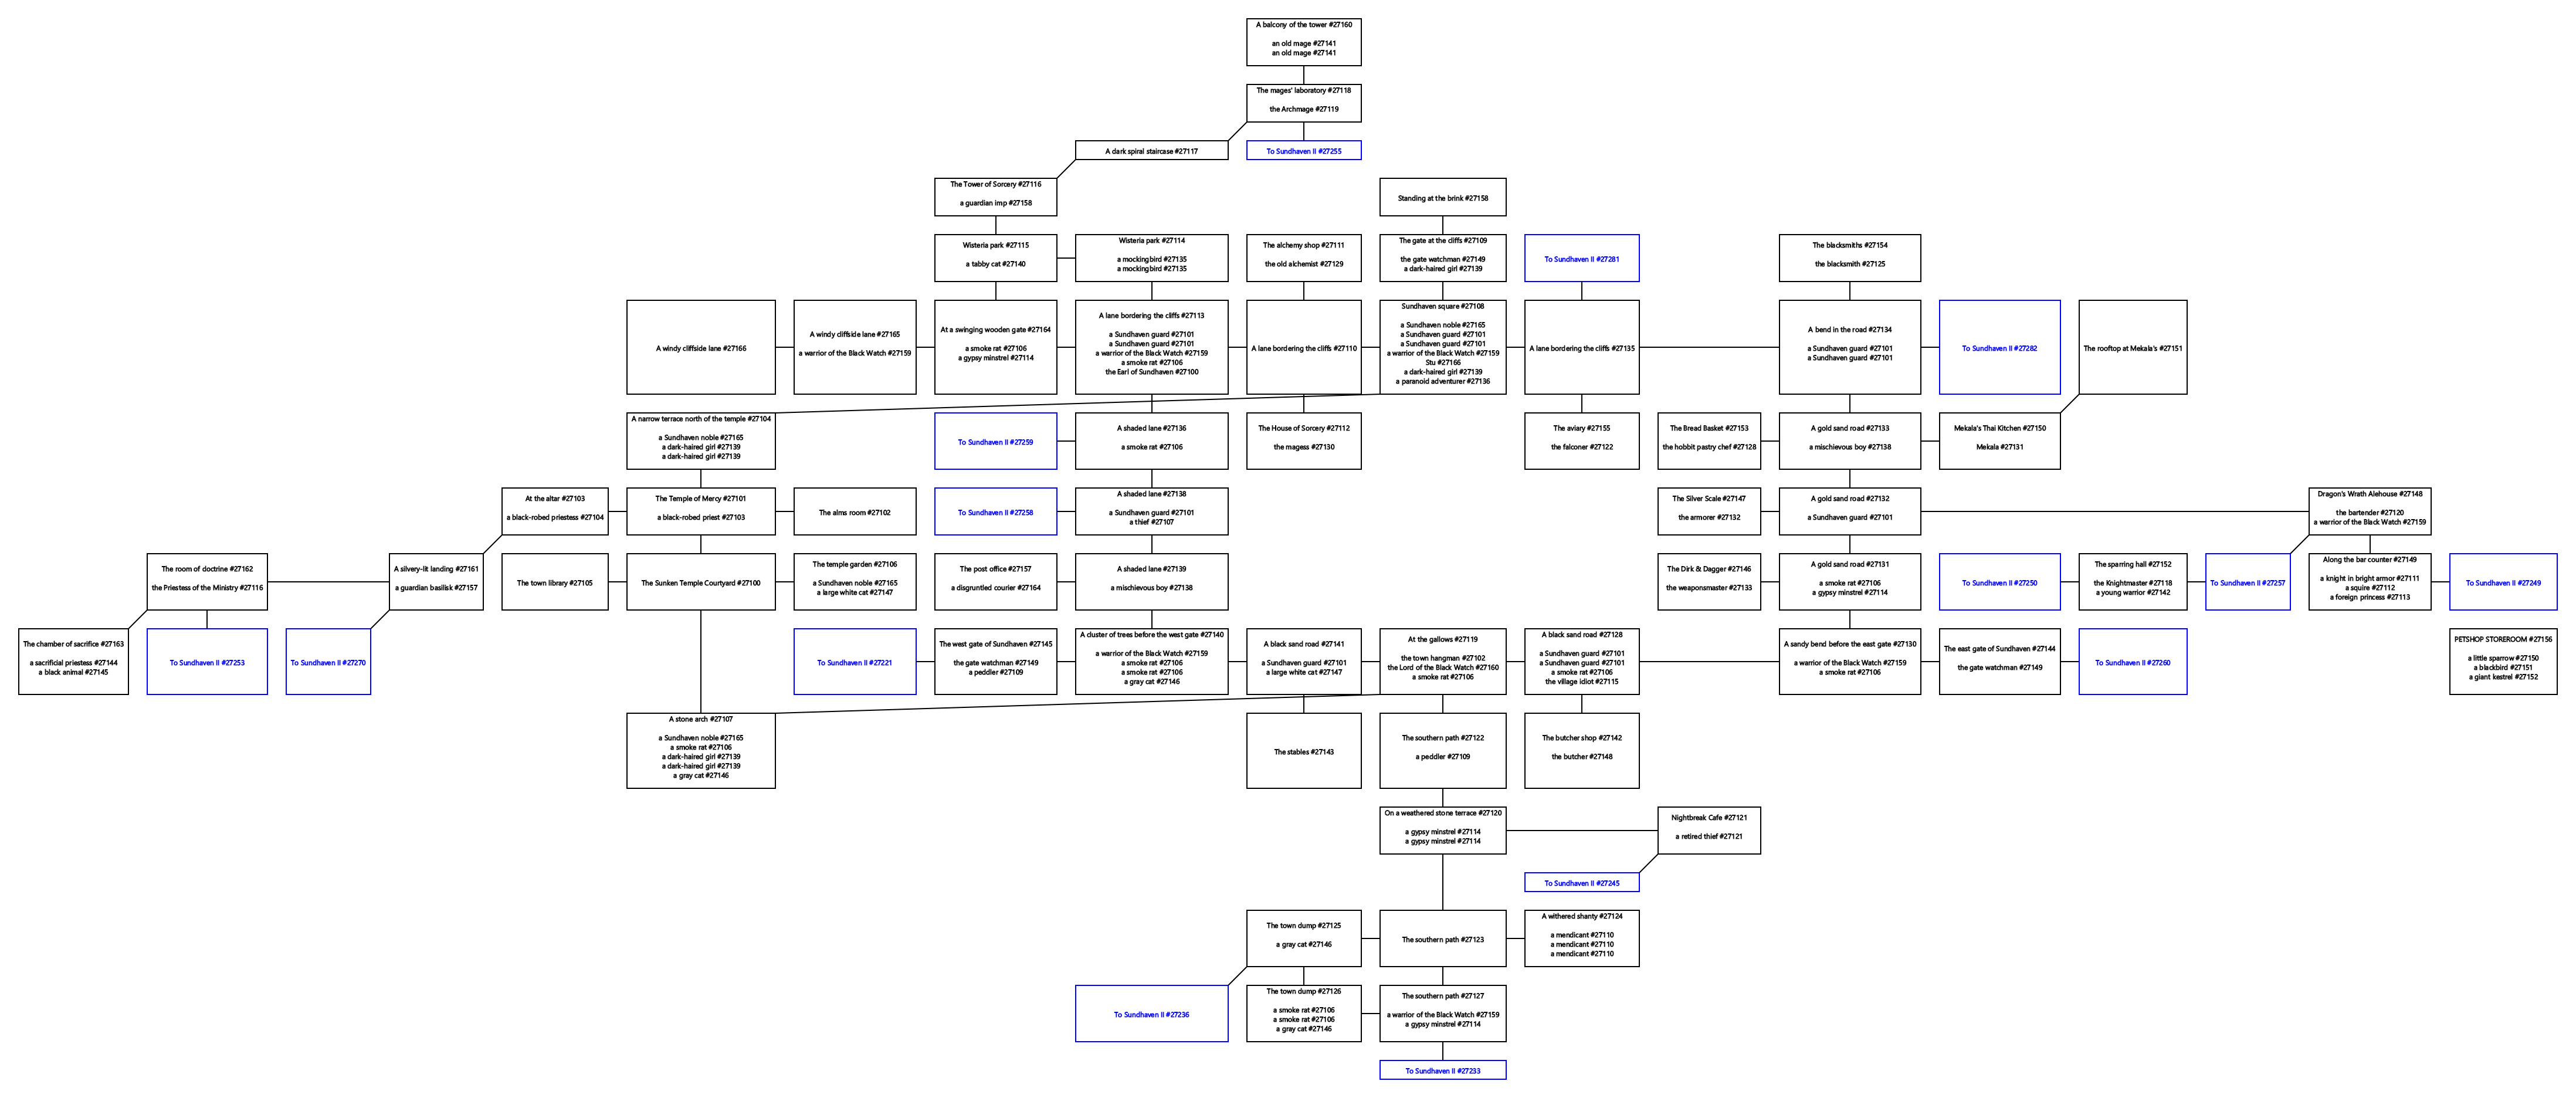 A balcony of the tower #27160
an old mage #27141
an old mage #27141
The mages' laboratory #27118
the Archmage #27119
A dark spiral staircase #27117
To Sundhaven II #27255
The Tower of Sorcery #27116
a guardian imp #27158
Standing at the brink #27158
Wisteria park #27115
a tabby cat #27140
Wisteria park #27114
a mockingbird #27135
a mockingbird #27135
The alchemy shop #27111
the old alchemist #27129
The gate at the cliffs #27109
the gate watchman #27149
a dark-haired girl #27139
To Sundhaven II #27281
The blacksmiths #27154
the blacksmith #27125
A windy cliffside lane #27166
A windy cliffside lane #27165
a warrior of the Black Watch #27159
At a swinging wooden gate #27164
a smoke rat #27106
a gypsy minstrel #27114
A lane bordering the cliffs #27113
a Sundhaven guard #27101
a Sundhaven guard #27101
a warrior of the Black Watch #27159
a smoke rat #27106
the Earl of Sundhaven #27100
A lane bordering the cliffs #27110
Sundhaven square #27108
a Sundhaven noble #27165
a Sundhaven guard #27101
a Sundhaven guard #27101
a warrior of the Black Watch #27159
Stu #27166
a dark-haired girl #27139
a paranoid adventurer #27136
A lane bordering the cliffs #27135
A bend in the road #27134
a Sundhaven guard #27101
a Sundhaven guard #27101
To Sundhaven II #27282
The rooftop at Mekala's #27151
A narrow terrace north of the temple #27104
a Sundhaven noble #27165
a dark-haired girl #27139
a dark-haired girl #27139
To Sundhaven II #27259
A shaded lane #27136
a smoke rat #27106
The House of Sorcery #27112
the magess #27130
The aviary #27155
the falconer #27122
The Bread Basket #27153
the hobbit pastry chef #27128
A gold sand road #27133
a mischievous boy #27138
Mekala's Thai Kitchen #27150
Mekala #27131
At the altar #27103
a black-robed priestess #27104
The Temple of Mercy #27101
a black-robed priest #27103
The alms room #27102
To Sundhaven II #27258
A shaded lane #27138
a Sundhaven guard #27101
a thief #27107
The Silver Scale #27147
the armorer #27132
A gold sand road #27132
a Sundhaven guard #27101
Dragon's Wrath Alehouse #27148
the bartender #27120
a warrior of the Black Watch #27159
The room of doctrine #27162
the Priestess of the Ministry #27116
A silvery-lit landing #27161
a guardian basilisk #27157
The town library #27105
The Sunken Temple Courtyard #27100
The temple garden #27106
a Sundhaven noble #27165
a large white cat #27147
The post office #27157
a disgruntled courier #27164
A shaded lane #27139
a mischievous boy #27138
The Dirk & Dagger #27146
the weaponsmaster #27133
A gold sand road #27131
a smoke rat #27106
a gypsy minstrel #27114
To Sundhaven II #27250
The sparring hall #27152
the Knightmaster #27118
a young warrior #27142
To Sundhaven II #27257
Along the bar counter #27149
a knight in bright armor #27111
a squire #27112
a foreign princess #27113
To Sundhaven II #27249
The chamber of sacrifice #27163
a sacrificial priestess #27144
a black animal #27145
To Sundhaven II #27253
To Sundhaven II #27270
To Sundhaven II #27221
The west gate of Sundhaven #27145
the gate watchman #27149
a peddler #27109
A cluster of trees before the west gate #27140
a warrior of the Black Watch #27159
a smoke rat #27106
a smoke rat #27106
a gray cat #27146
A black sand road #27141
a Sundhaven guard #27101
a large white cat #27147
At the gallows #27119
the town hangman #27102
the Lord of the Black Watch #27160
a smoke rat #27106
A black sand road #27128
a Sundhaven guard #27101
a Sundhaven guard #27101
a smoke rat #27106
the village idiot #27115
A sandy bend before the east gate #27130
a warrior of the Black Watch #27159
a smoke rat #27106
The east gate of Sundhaven #27144
the gate watchman #27149
To Sundhaven II #27260
PETSHOP STOREROOM #27156
a little sparrow #27150
a blackbird #27151
a giant kestrel #27152
A stone arch #27107
a Sundhaven noble #27165
a smoke rat #27106
a dark-haired girl #27139
a dark-haired girl #27139
a gray cat #27146
The stables #27143
The southern path #27122
a peddler #27109
The butcher shop #27142
the butcher #27148
On a weathered stone terrace #27120
a gypsy minstrel #27114
a gypsy minstrel #27114
Nightbreak Cafe #27121
a retired thief #27121
To Sundhaven II #27245
The town dump #27125
a gray cat #27146
The southern path #27123
A withered shanty #27124
a mendicant #27110
a mendicant #27110
a mendicant #27110
To Sundhaven II #27236
The town dump #27126
a smoke rat #27106
a smoke rat #27106
a gray cat #27146
The southern path #27127
a warrior of the Black Watch #27159
a gypsy minstrel #27114
To Sundhaven II #27233